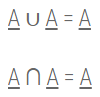 A ∪ A = A
A ∩ A = A